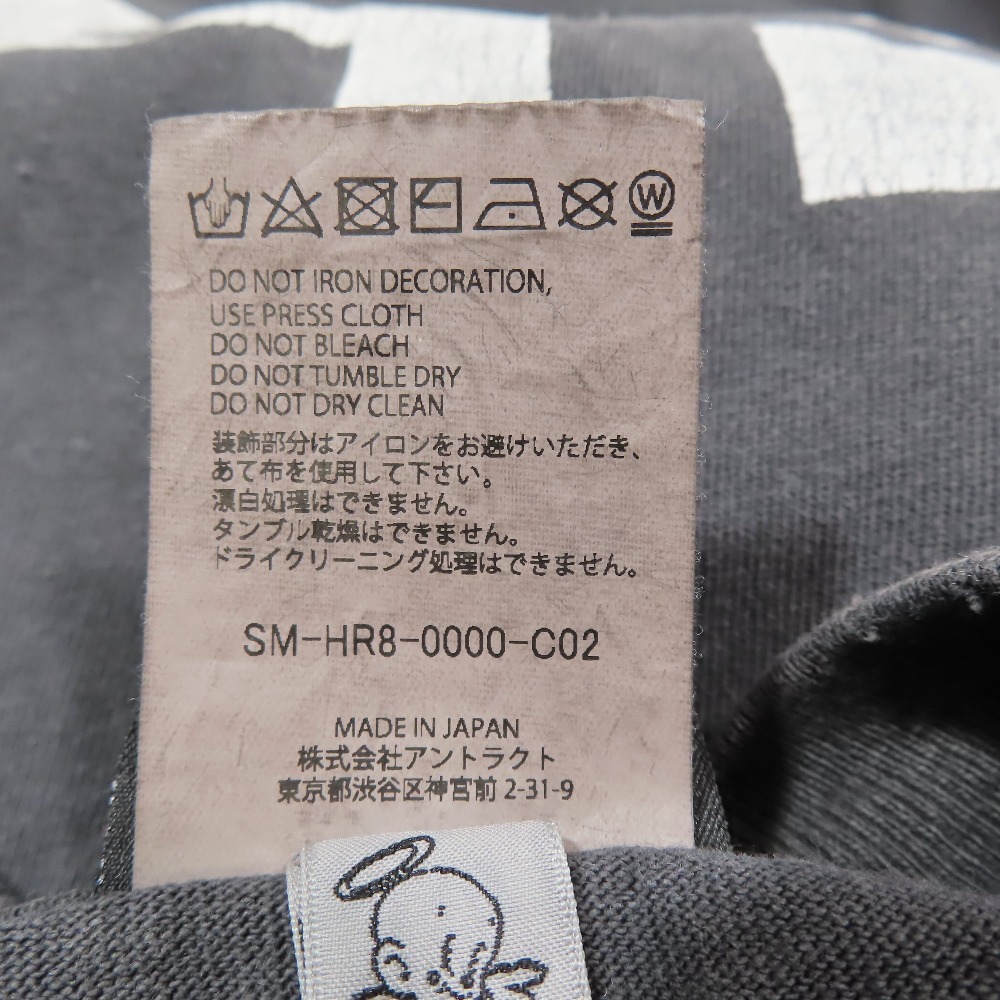 W
DO NOT IRON DECORATION,
USE PRESS CLOTH
DO NOT BLEACH
DO NOT TUMBLE DRY
DO NOT DRY CLEAN
装飾部分はアイロンをお避けいただき、
あて布を使用して下さい。
漂白処理はできません。
タンブル乾燥はできません。
ドライクリーニング処理はできません。
SM-HR8-0000-C02
MADE IN JAPAN
株式会社アントラクト
東京都渋谷区神宮前 2-31-9